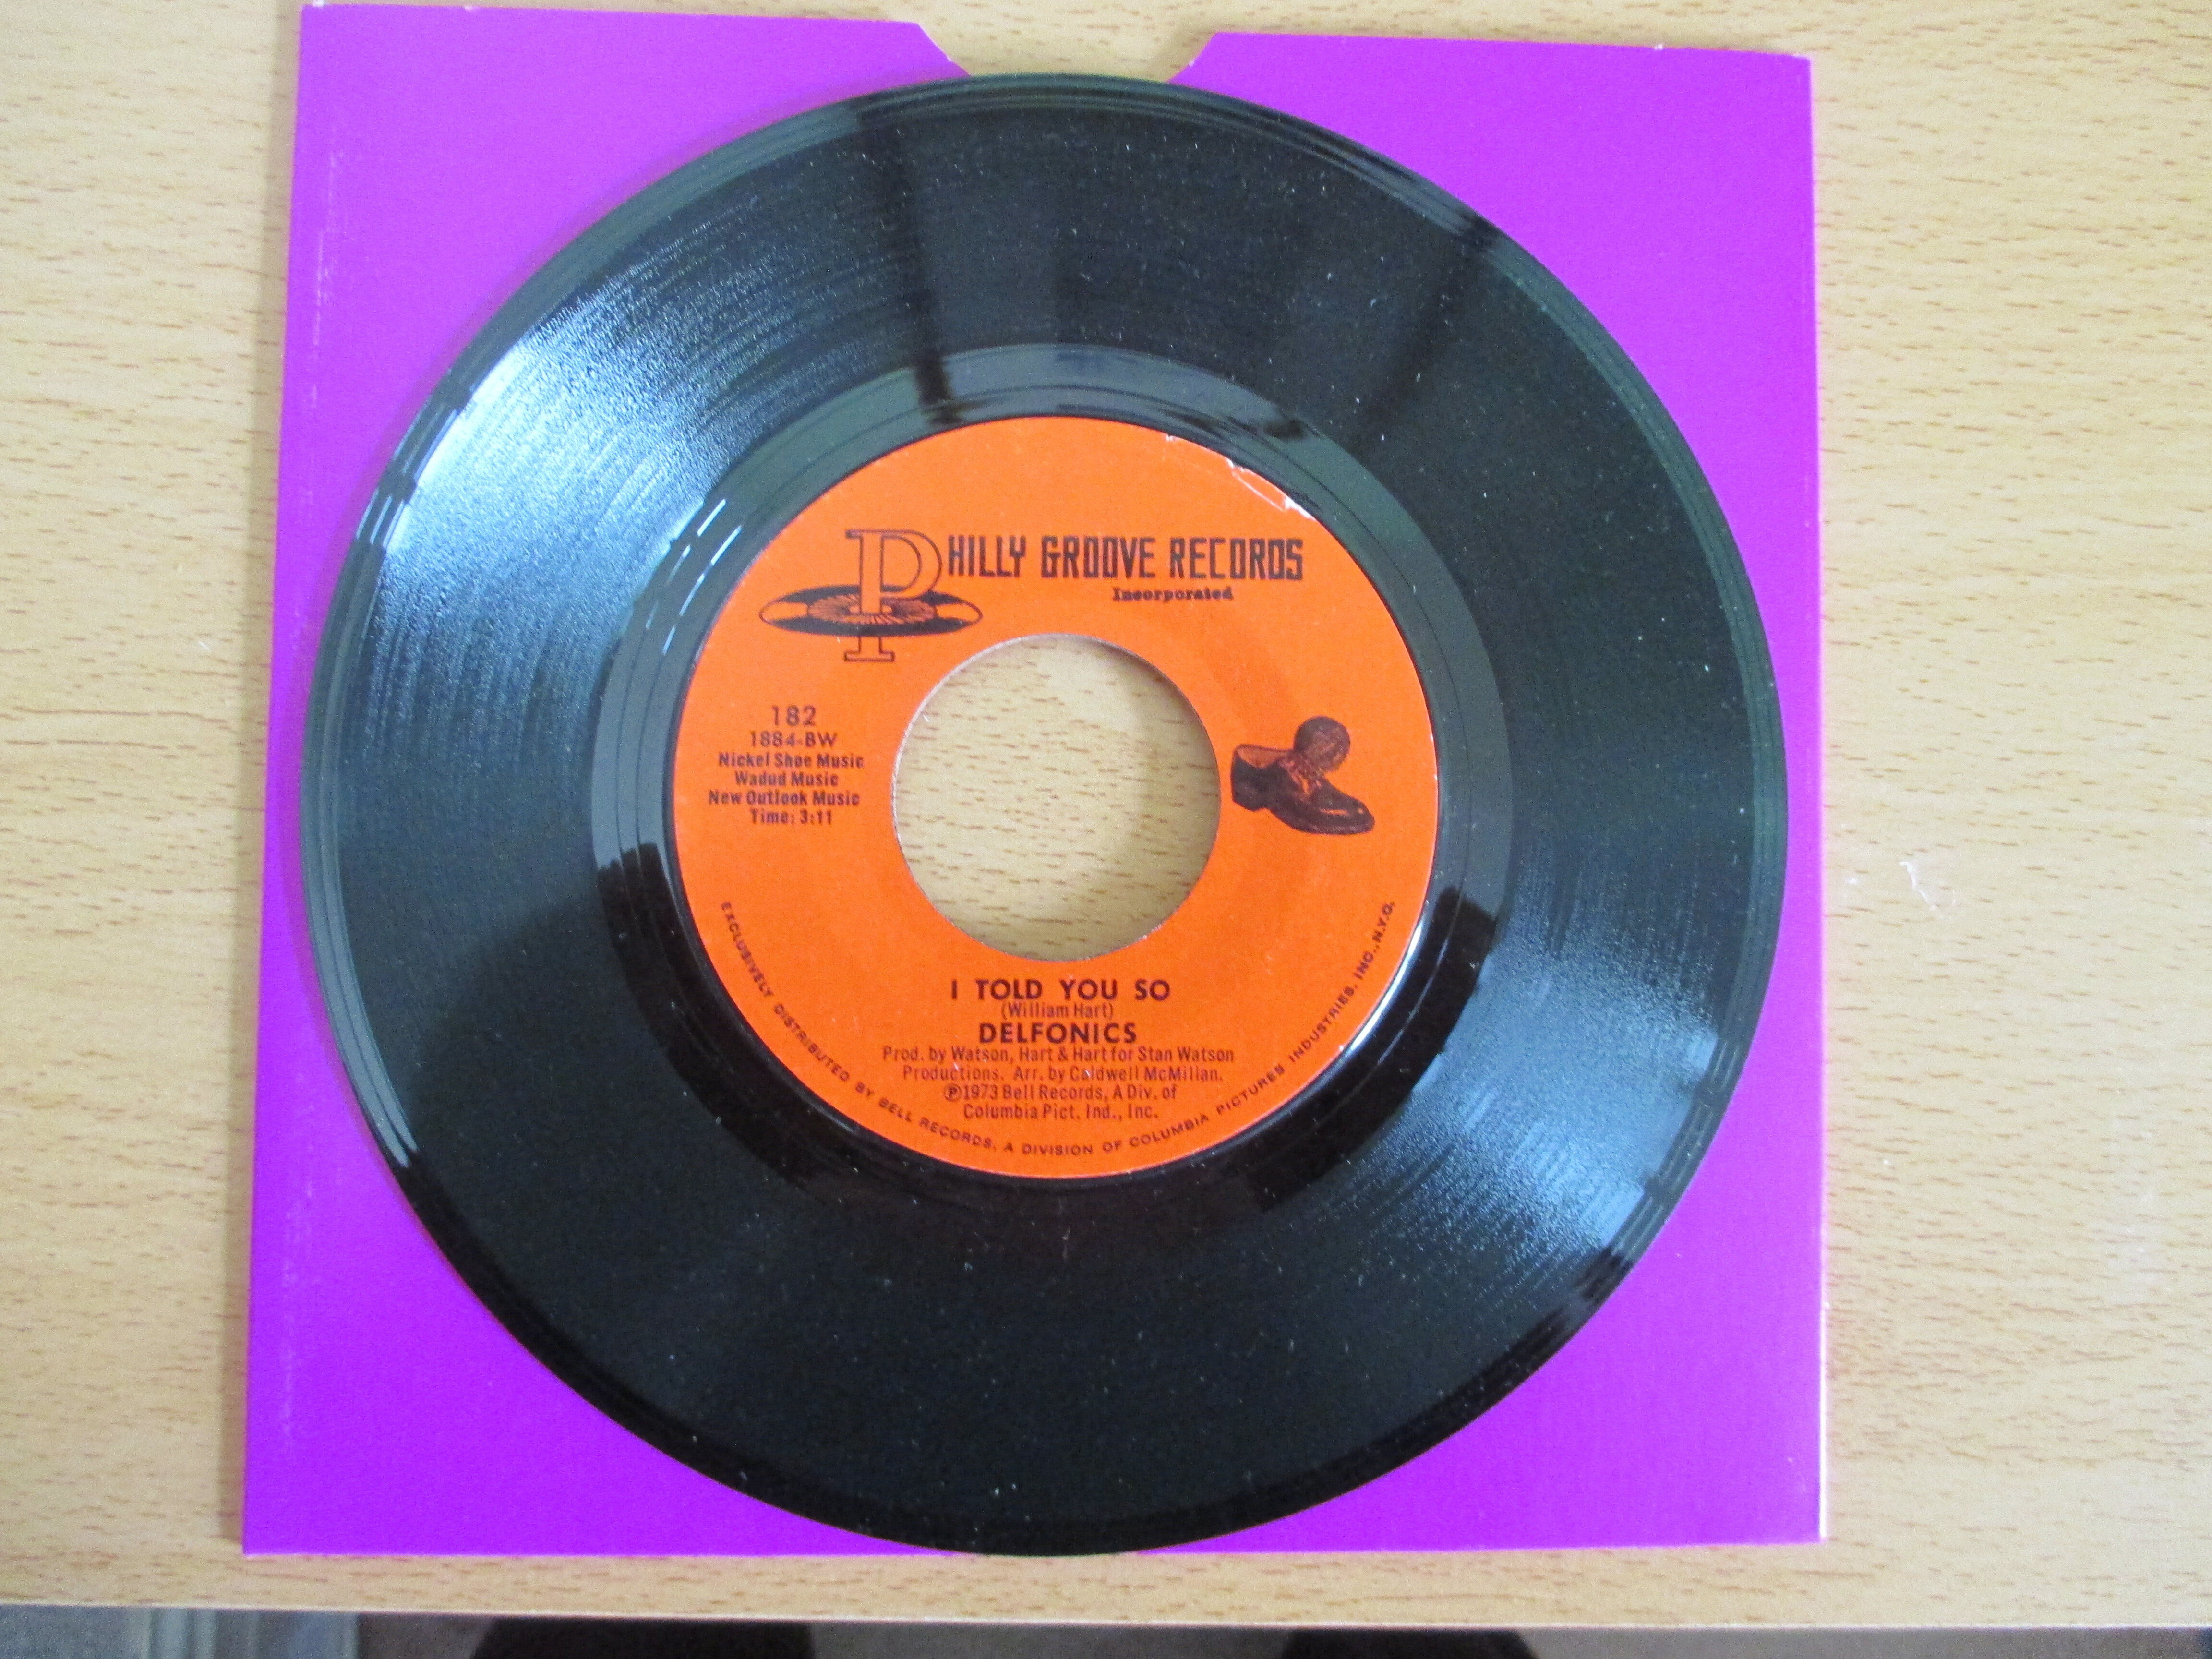 PHILLY GROOVE RECORDS
Incorporated
182
1884-BW
Nickel Shoe Music
Wadud Music
New Outlook Music
Time: 3:11
I TOLD YOU SO
(William Hart)
DELFONICS
Prod. by Watson, Hart & Hart for Stan Watson
Productions. Arr. by Caldwell McMillan.
Ⓟ1973 Bell Records, A Div. of
Columbia Pict. Ind., Inc.
EXCLUSIVELY DISTRIBUTED BY BELL RECORDS, A DIVISION OF COLUMBIA PICTURES INDUSTRIES, INC., N.Y.C.